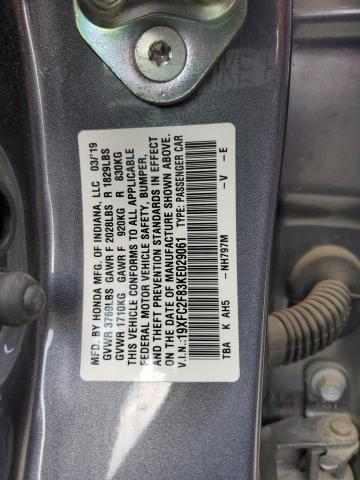 MFD. BY HONDA MFG. OF INDIANA, LLC 03/19
GVWR 3769LBS GAWR F 2028LBS R 1829LBS
GVWR 1710KG GAWR F 920KG R 830KG
THIS VEHICLE CONFORMS TO ALL APPLICABLE
FEDERAL MOTOR VEHICLE SAFETY, BUMPER,
AND THEFT PREVENTION STANDARDS IN EFFECT
ON THE DATE OF MANUFACTURE SHOWN ABOVE.
V.I.N.: 19XFC2F83KE029061 TYPE: PASSENGER CAR
TBA K AH5 -NH797M -V -E